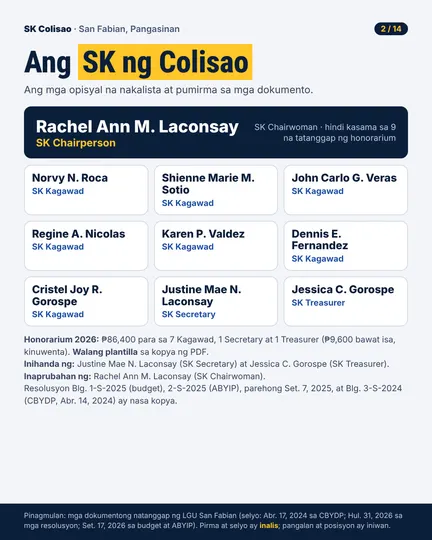 SK Colisao · San Fabian, Pangasinan
2 / 14
Ang SK ng Colisao
Ang mga opisyal na nakalista at pumirma sa mga dokumento.
Rachel Ann M. Laconsay
SK Chairperson
SK Chairwoman · hindi kasama sa 9
na tatanggap ng honorarium
Norvy N. Roca
SK Kagawad
Shienne Marie M.
Sotio
SK Kagawad
John Carlo G. Veras
SK Kagawad
Regine A. Nicolas
SK Kagawad
Karen P. Valdez
SK Kagawad
Dennis E.
Fernandez
SK Kagawad
Cristel Joy R.
Gorospe
SK Kagawad
Justine Mae N.
Laconsay
SK Secretary
Jessica C. Gorospe
SK Treasurer
Honorarium 2026: ₱86,400 para sa 7 Kagawad, 1 Secretary at 1 Treasurer (₱9,600 bawat isa,
kinuwenta). Walang plantilla sa kopya ng PDF.
Inihanda ng: Justine Mae N. Laconsay (SK Secretary) at Jessica C. Gorospe (SK Treasurer).
Inaprubahan ng: Rachel Ann M. Laconsay (SK Chairwoman).
Resolusyon Blg. 1-S-2025 (budget), 2-S-2025 (ABYIP), parehong Set. 7, 2025, at Blg. 3-S-2024
(CBYDP, Abr. 14, 2024) ay nasa kopya.
Pinagmulan: mga dokumentong natanggap ng LGU San Fabian (selyo: Abr. 17, 2024 sa CBYDP; Hul. 31, 2026 sa
mga resolusyon; Set. 17, 2026 sa budget at ABYIP). Pirma at selyo ay inalis; pangalan at posisyon ay iniwan.